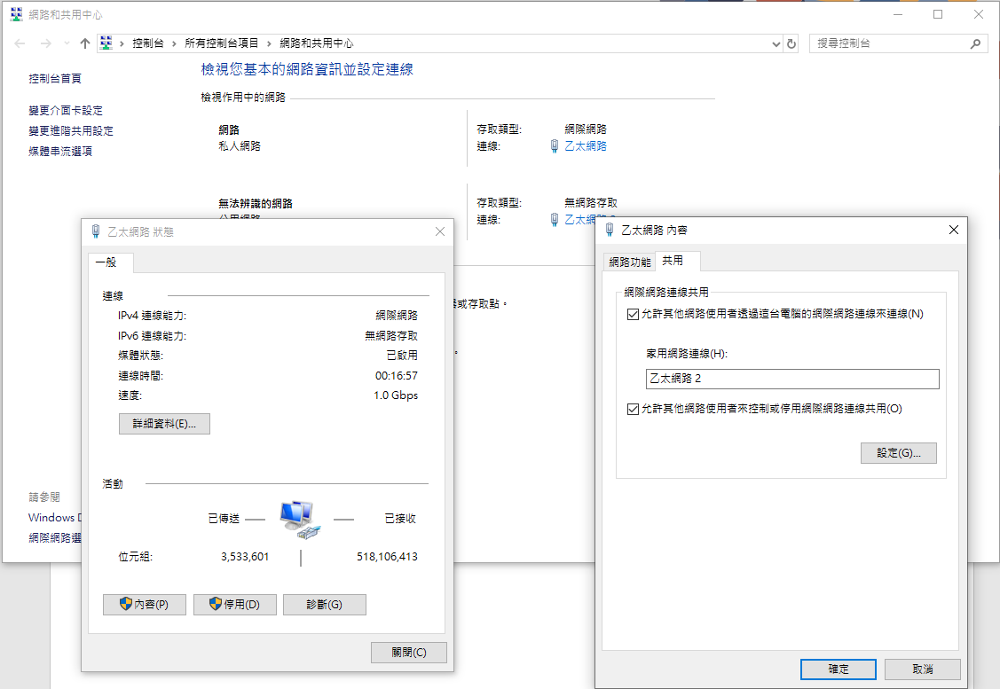 網路和共用中心
控制台 > 所有控制台項目 > 網路和共用中心
搜尋控制台
控制台首頁
變更介面卡設定
變更進階共用設定
媒體串流選項
檢視您基本的網路資訊並設定連線
檢視作用中的網路
網路
私人網路
存取類型: 網際網路
連線: 乙太網路
無法辨識的網路
存取類型: 無網路存取
連線: 乙太網路
或存取點。
請參閱
Windows
網際網路選
乙太網路 狀態
一般
連線
IPv4 連線能力: 網際網路
IPv6 連線能力: 無網路存取
媒體狀態: 已啟用
連線時間: 00:16:57
速度: 1.0 Gbps
詳細資料(E)...
活動
已傳送 — — 已接收
位元組: 3,533,601 | 518,106,413
內容(P) 停用(D) 診斷(G)
關閉(C)
乙太網路 內容
網路功能 共用
網際網路連線共用
允許其他網路使用者透過這台電腦的網際網路連線來連線(N)
家用網路連線(H):
乙太網路 2
允許其他網路使用者來控制或停用網際網路連線共用(O)
設定(G)...
確定 取消